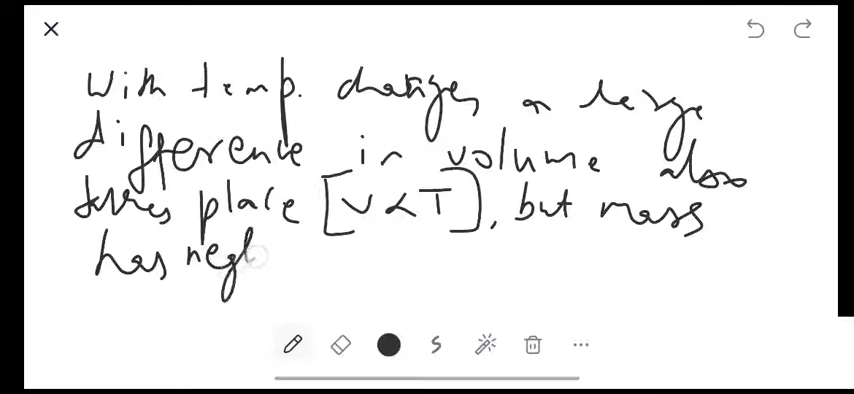 With temp. changes a large
difference in volume also
takes place [V ∝ T], but mass
has negl